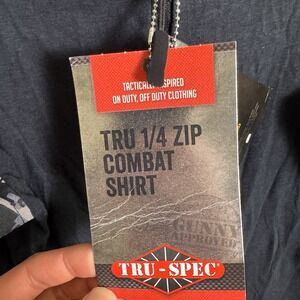 TACTICALLY INSPIRED
ON DUTY, OFF DUTY CLOTHING
TRU 1/4 ZIP
COMBAT
SHIRT
GUNNY
APPROVED
TRU-SPEC®